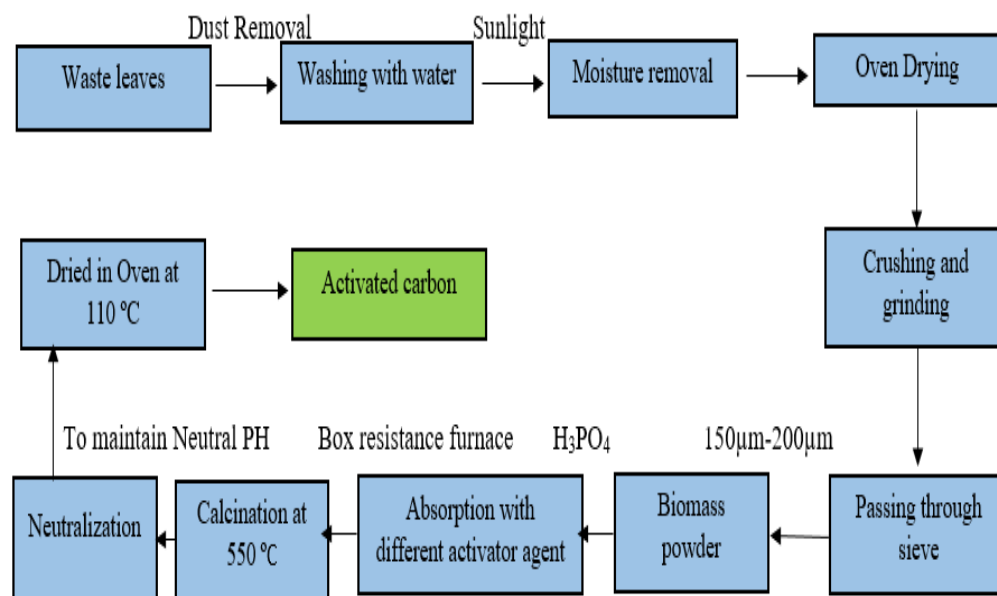 Dust Removal
Sunlight
Waste leaves
Washing with water
Moisture removal
Oven Drying
Crushing and
grinding
Dried in Oven at
110 ºC
Activated carbon
To maintain Neutral PH
Box resistance furnace
H₃PO₄
150µm-200µm
Passing through
sieve
Biomass
powder
Absorption with
different activator agent
Calcination at
550 ºC
Neutralization